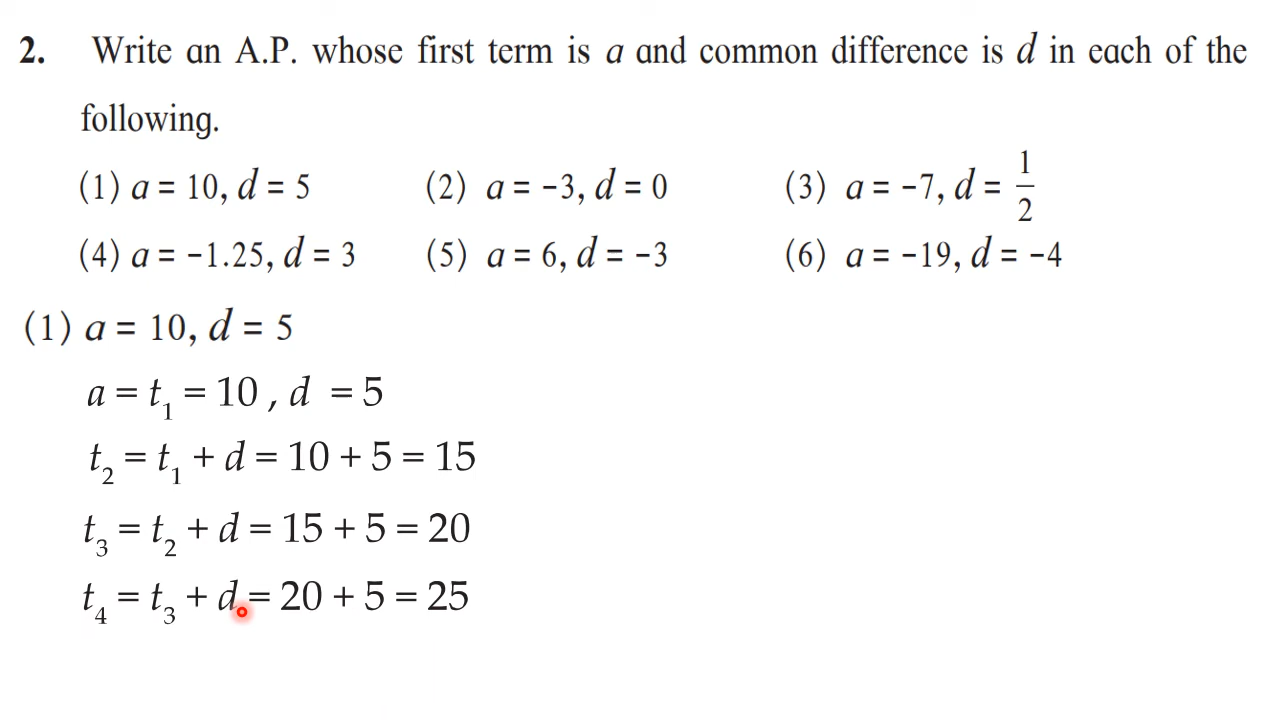 2. Write an A.P. whose first term is a and common difference is d in each of the
following.
(1) a = 10, d = 5 (2) a = −3, d = 0 (3) a = −7, d = 1/2
(4) a = −1.25, d = 3 (5) a = 6, d = −3 (6) a = −19, d = −4
(1) a = 10, d = 5
a = t₁ = 10 , d = 5
t₂ = t₁ + d = 10 + 5 = 15
t₃ = t₂ + d = 15 + 5 = 20
t₄ = t₃ + d = 20 + 5 = 25